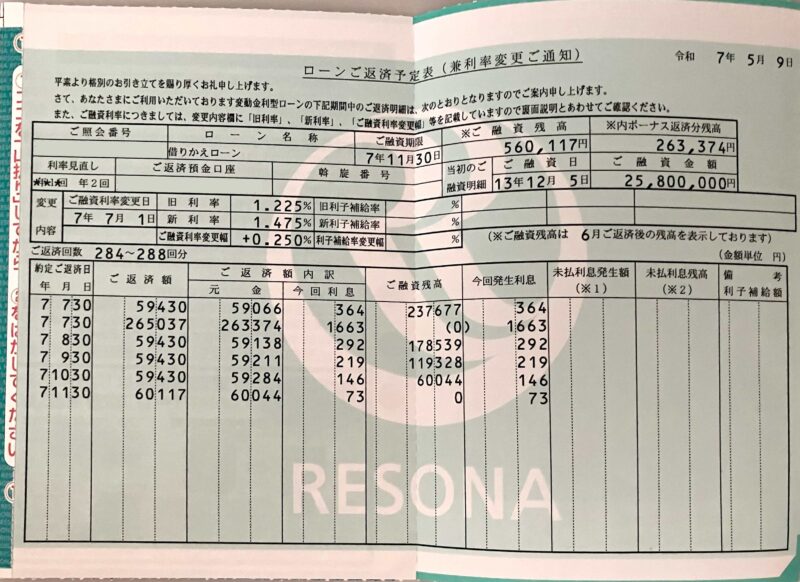 ローンご返済予定表(兼利率変更ご通知)
令和 7年 5月 9日
平素より格別のお引き立てを賜り厚くお礼申し上げます。
さて、あなたさまにご利用いただいております変動金利型ローンの下記期間中のご返済明細は、次のとおりとなりますのでご案内申し上げます。
また、ご融資利率につきましては、変更内容欄に「旧利率」、「新利率」、「ご融資利率変更幅」等を記載していますので裏面説明とあわせてご確認ください。
ご照会番号 ローン名称 ご融資期限 ※ご融資残高 ※内ボーナス返済分残高
借りかえローン 7年11月30日 560,117円 263,374円
利率見直し ご返済預金口座 斡旋番号 当初のご融資明細 ご融資日 ご融資金額
年2回 13年12月 5日 25,800,000円
変更内容 ご融資利率変更日 旧利率 1.225% 旧利子補給率 %
7年 7月 1日 新利率 1.475% 新利子補給率 %
ご融資利率変更幅 +0.250% 利子補給率変更幅 %
(※ご融資残高は 6月ご返済後の残高を表示しております)
ご返済回数 284~288回分
(金額単位 円)
約定ご返済日 年 月 日 ご返済額 ご返済額内訳 元金 今回利息 ご融資残高 今回発生利息 未払利息発生額(※1) 未払利息残高(※2) 備考 利子補給額
7 7 30 59430 59066 364 237677 364
7 7 30 265037 263374 1663 (0) 1663
7 8 30 59430 59138 292 178539 292
7 9 30 59430 59211 219 119328 219
7 10 30 59430 59284 146 60044 146
7 11 30 60117 60044 73 0 73
RESONA